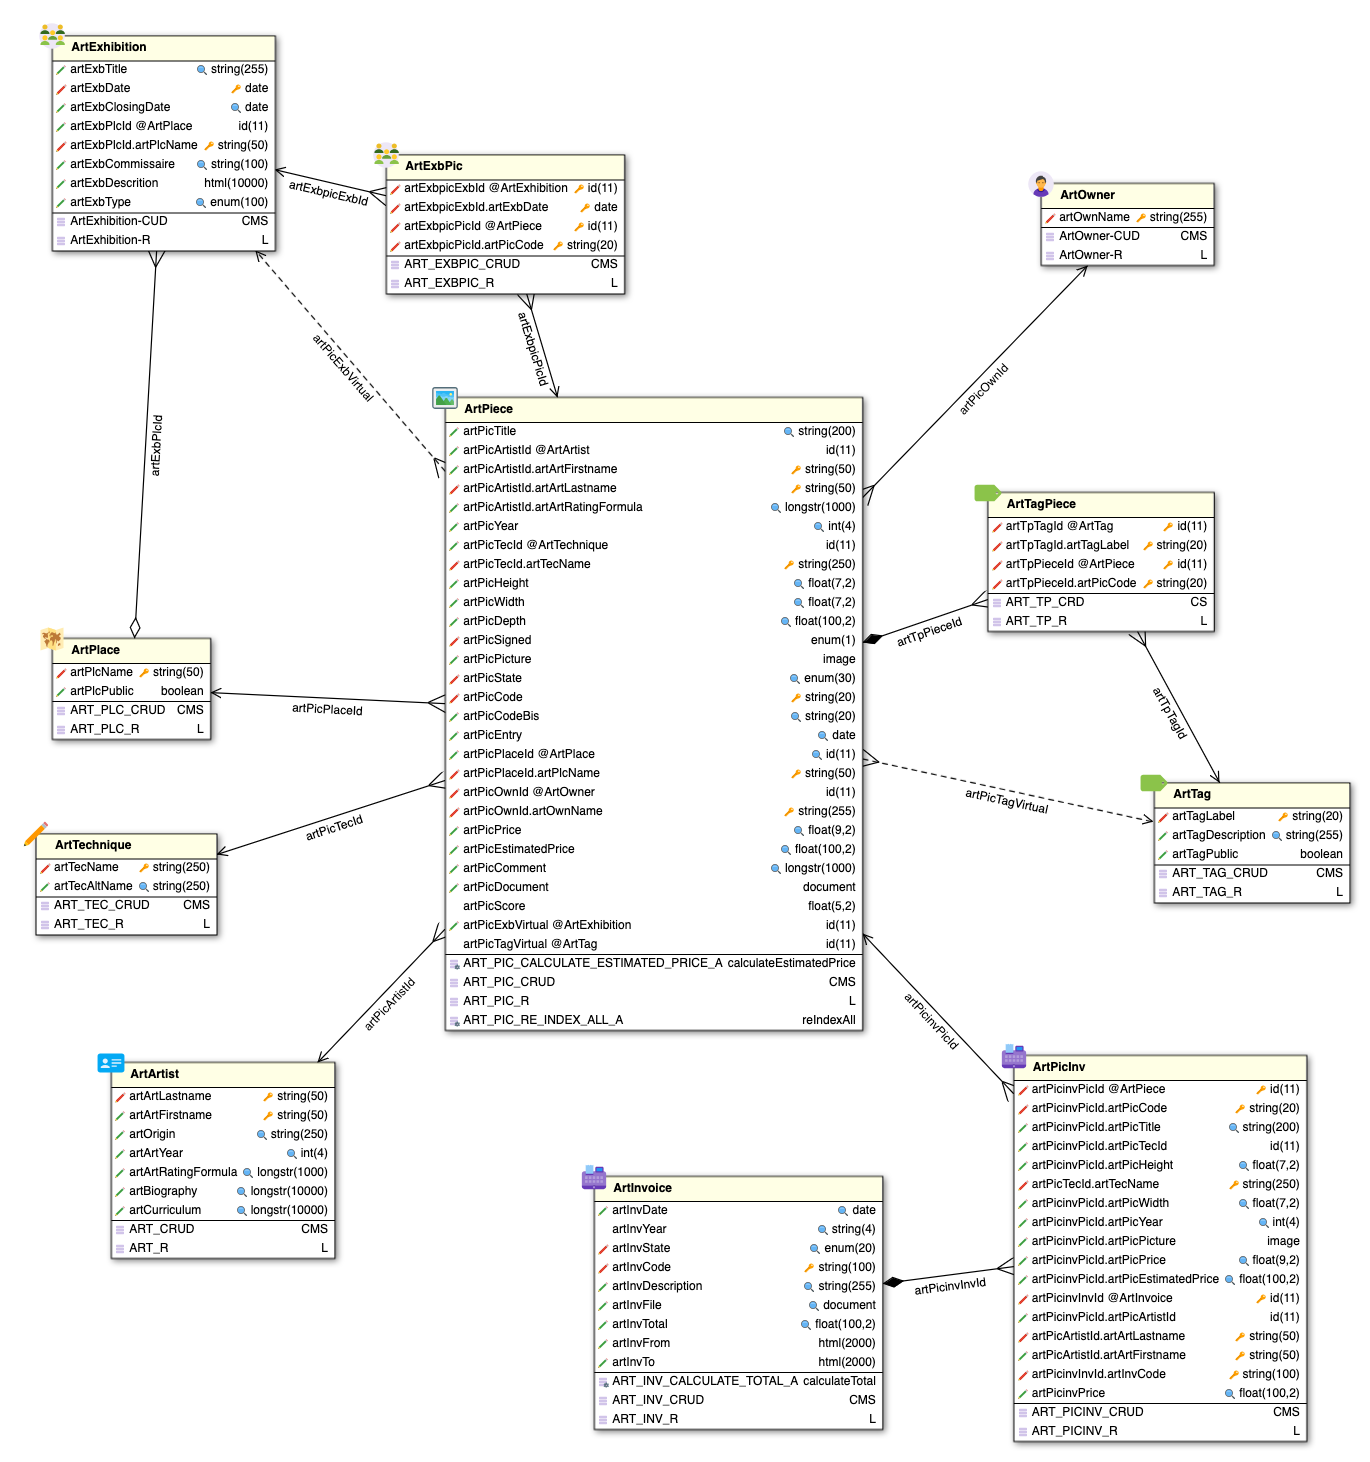 ArtExhibition
artExbTitle string(255)
artExbDate date
artExbClosingDate date
artExbPlcId @ArtPlace id(11)
artExbPlcId.artPlcName string(50)
artExbCommissaire string(100)
artExbDescrition html(10000)
artExbType enum(100)
ArtExhibition-CUD CMS
ArtExhibition-R L
artExbpicExbId
ArtExbPic
artExbpicExbId @ArtExhibition id(11)
artExbpicExbId.artExbDate date
artExbpicPicId @ArtPiece id(11)
artExbpicPicId.artPicCode string(20)
ART_EXBPIC_CRUD CMS
ART_EXBPIC_R L
ArtOwner
artOwnName string(255)
ArtOwner-CUD CMS
ArtOwner-R L
artPicExbVirtual
artExbpicPicId
artPicOwnId
artExbPlcId
ArtPiece
artPicTitle string(200)
artPicArtistId @ArtArtist id(11)
artPicArtistId.artArtFirstname string(50)
artPicArtistId.artArtLastname string(50)
artPicArtistId.artArtRatingFormula longstr(1000)
artPicYear int(4)
artPicTecId @ArtTechnique id(11)
artPicTecId.artTecName string(250)
artPicHeight float(7,2)
artPicWidth float(7,2)
artPicDepth float(100,2)
artPicSigned enum(1)
artPicPicture image
artPicState enum(30)
artPicCode string(20)
artPicCodeBis string(20)
artPicEntry date
artPicPlaceId @ArtPlace id(11)
artPicPlaceId.artPlcName string(50)
artPicOwnId @ArtOwner id(11)
artPicOwnId.artOwnName string(255)
artPicPrice float(9,2)
artPicEstimatedPrice float(100,2)
artPicComment longstr(1000)
artPicDocument document
artPicScore float(5,2)
artPicExbVirtual @ArtExhibition id(11)
artPicTagVirtual @ArtTag id(11)
ART_PIC_CALCULATE_ESTIMATED_PRICE_A calculateEstimatedPrice
ART_PIC_CRUD CMS
ART_PIC_R L
ART_PIC_RE_INDEX_ALL_A reIndexAll
ArtTagPiece
artTpTagId @ArtTag id(11)
artTpTagId.artTagLabel string(20)
artTpPieceId @ArtPiece id(11)
artTpPieceId.artPicCode string(20)
ART_TP_CRD CS
ART_TP_R L
artTpPieceId
artTpTagId
ArtPlace
artPlcName string(50)
artPlcPublic boolean
ART_PLC_CRUD CMS
ART_PLC_R L
artPicPlaceId
artPicTagVirtual
ArtTag
artTagLabel string(20)
artTagDescription string(255)
artTagPublic boolean
ART_TAG_CRUD CMS
ART_TAG_R L
artPicTecId
ArtTechnique
artTecName string(250)
artTecAltName string(250)
ART_TEC_CRUD CMS
ART_TEC_R L
artPicArtistId
artPicinvPicId
ArtArtist
artArtLastname string(50)
artArtFirstname string(50)
artOrigin string(250)
artArtYear int(4)
artArtRatingFormula longstr(1000)
artBiography longstr(10000)
artCurriculum longstr(10000)
ART_CRUD CMS
ART_R L
ArtPicInv
artPicinvPicId @ArtPiece id(11)
artPicinvPicId.artPicCode string(20)
artPicinvPicId.artPicTitle string(200)
artPicinvPicId.artPicTecId id(11)
artPicinvPicId.artPicHeight float(7,2)
artPicTecId.artTecName string(250)
artPicinvPicId.artPicWidth float(7,2)
artPicinvPicId.artPicYear int(4)
artPicinvPicId.artPicPicture image
artPicinvPicId.artPicPrice float(9,2)
artPicinvPicId.artPicEstimatedPrice float(100,2)
artPicinvInvId @ArtInvoice id(11)
artPicinvPicId.artPicArtistId id(11)
artPicArtistId.artArtLastname string(50)
artPicArtistId.artArtFirstname string(50)
artPicinvInvId.artInvCode string(100)
artPicinvPrice float(100,2)
ART_PICINV_CRUD CMS
ART_PICINV_R L
ArtInvoice
artInvDate date
artInvYear string(4)
artInvState enum(20)
artInvCode string(100)
artInvDescription string(255)
artInvFile document
artInvTotal float(100,2)
artInvFrom html(2000)
artInvTo html(2000)
ART_INV_CALCULATE_TOTAL_A calculateTotal
ART_INV_CRUD CMS
ART_INV_R L
artPicinvInvId